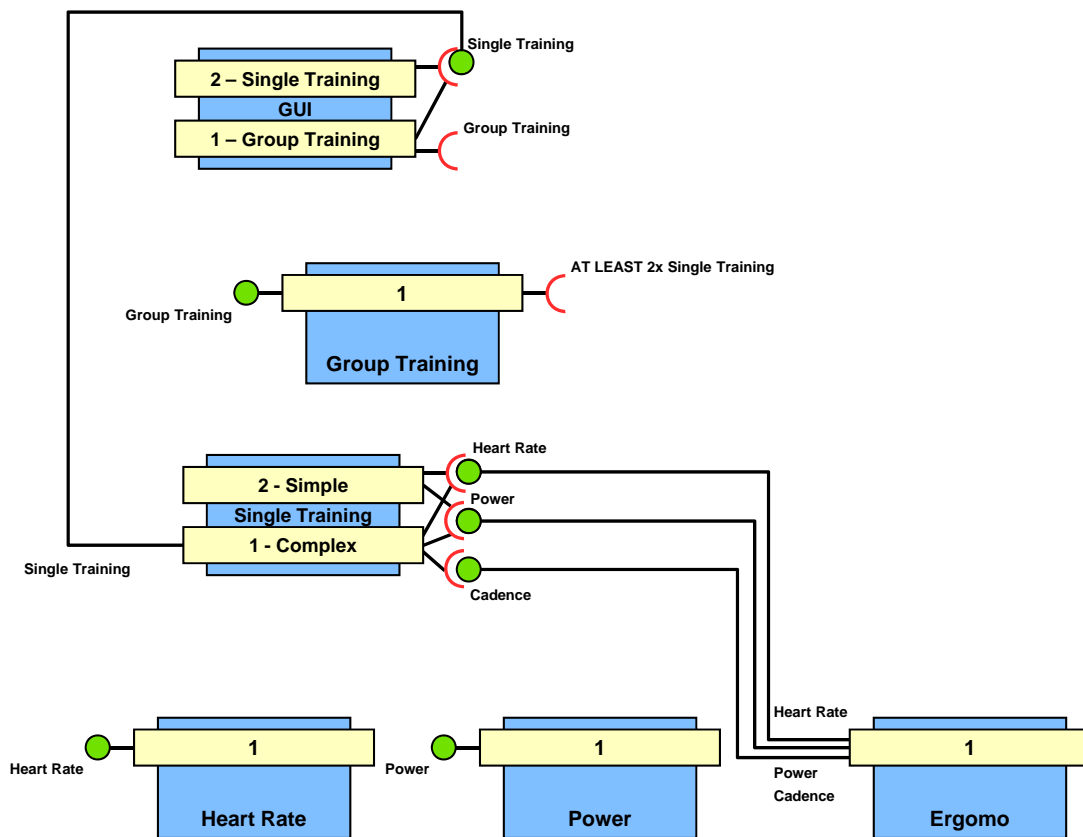 Single Training
2 – Single Training
GUI
1 – Group Training
Group Training
AT LEAST 2x Single Training
1
Group Training
Group Training
Heart Rate
2 - Simple
Power
Single Training
1 - Complex
Single Training
Cadence
Heart Rate
1
1
1
Heart Rate
Power
Power
Cadence
Heart Rate
Power
Ergomo